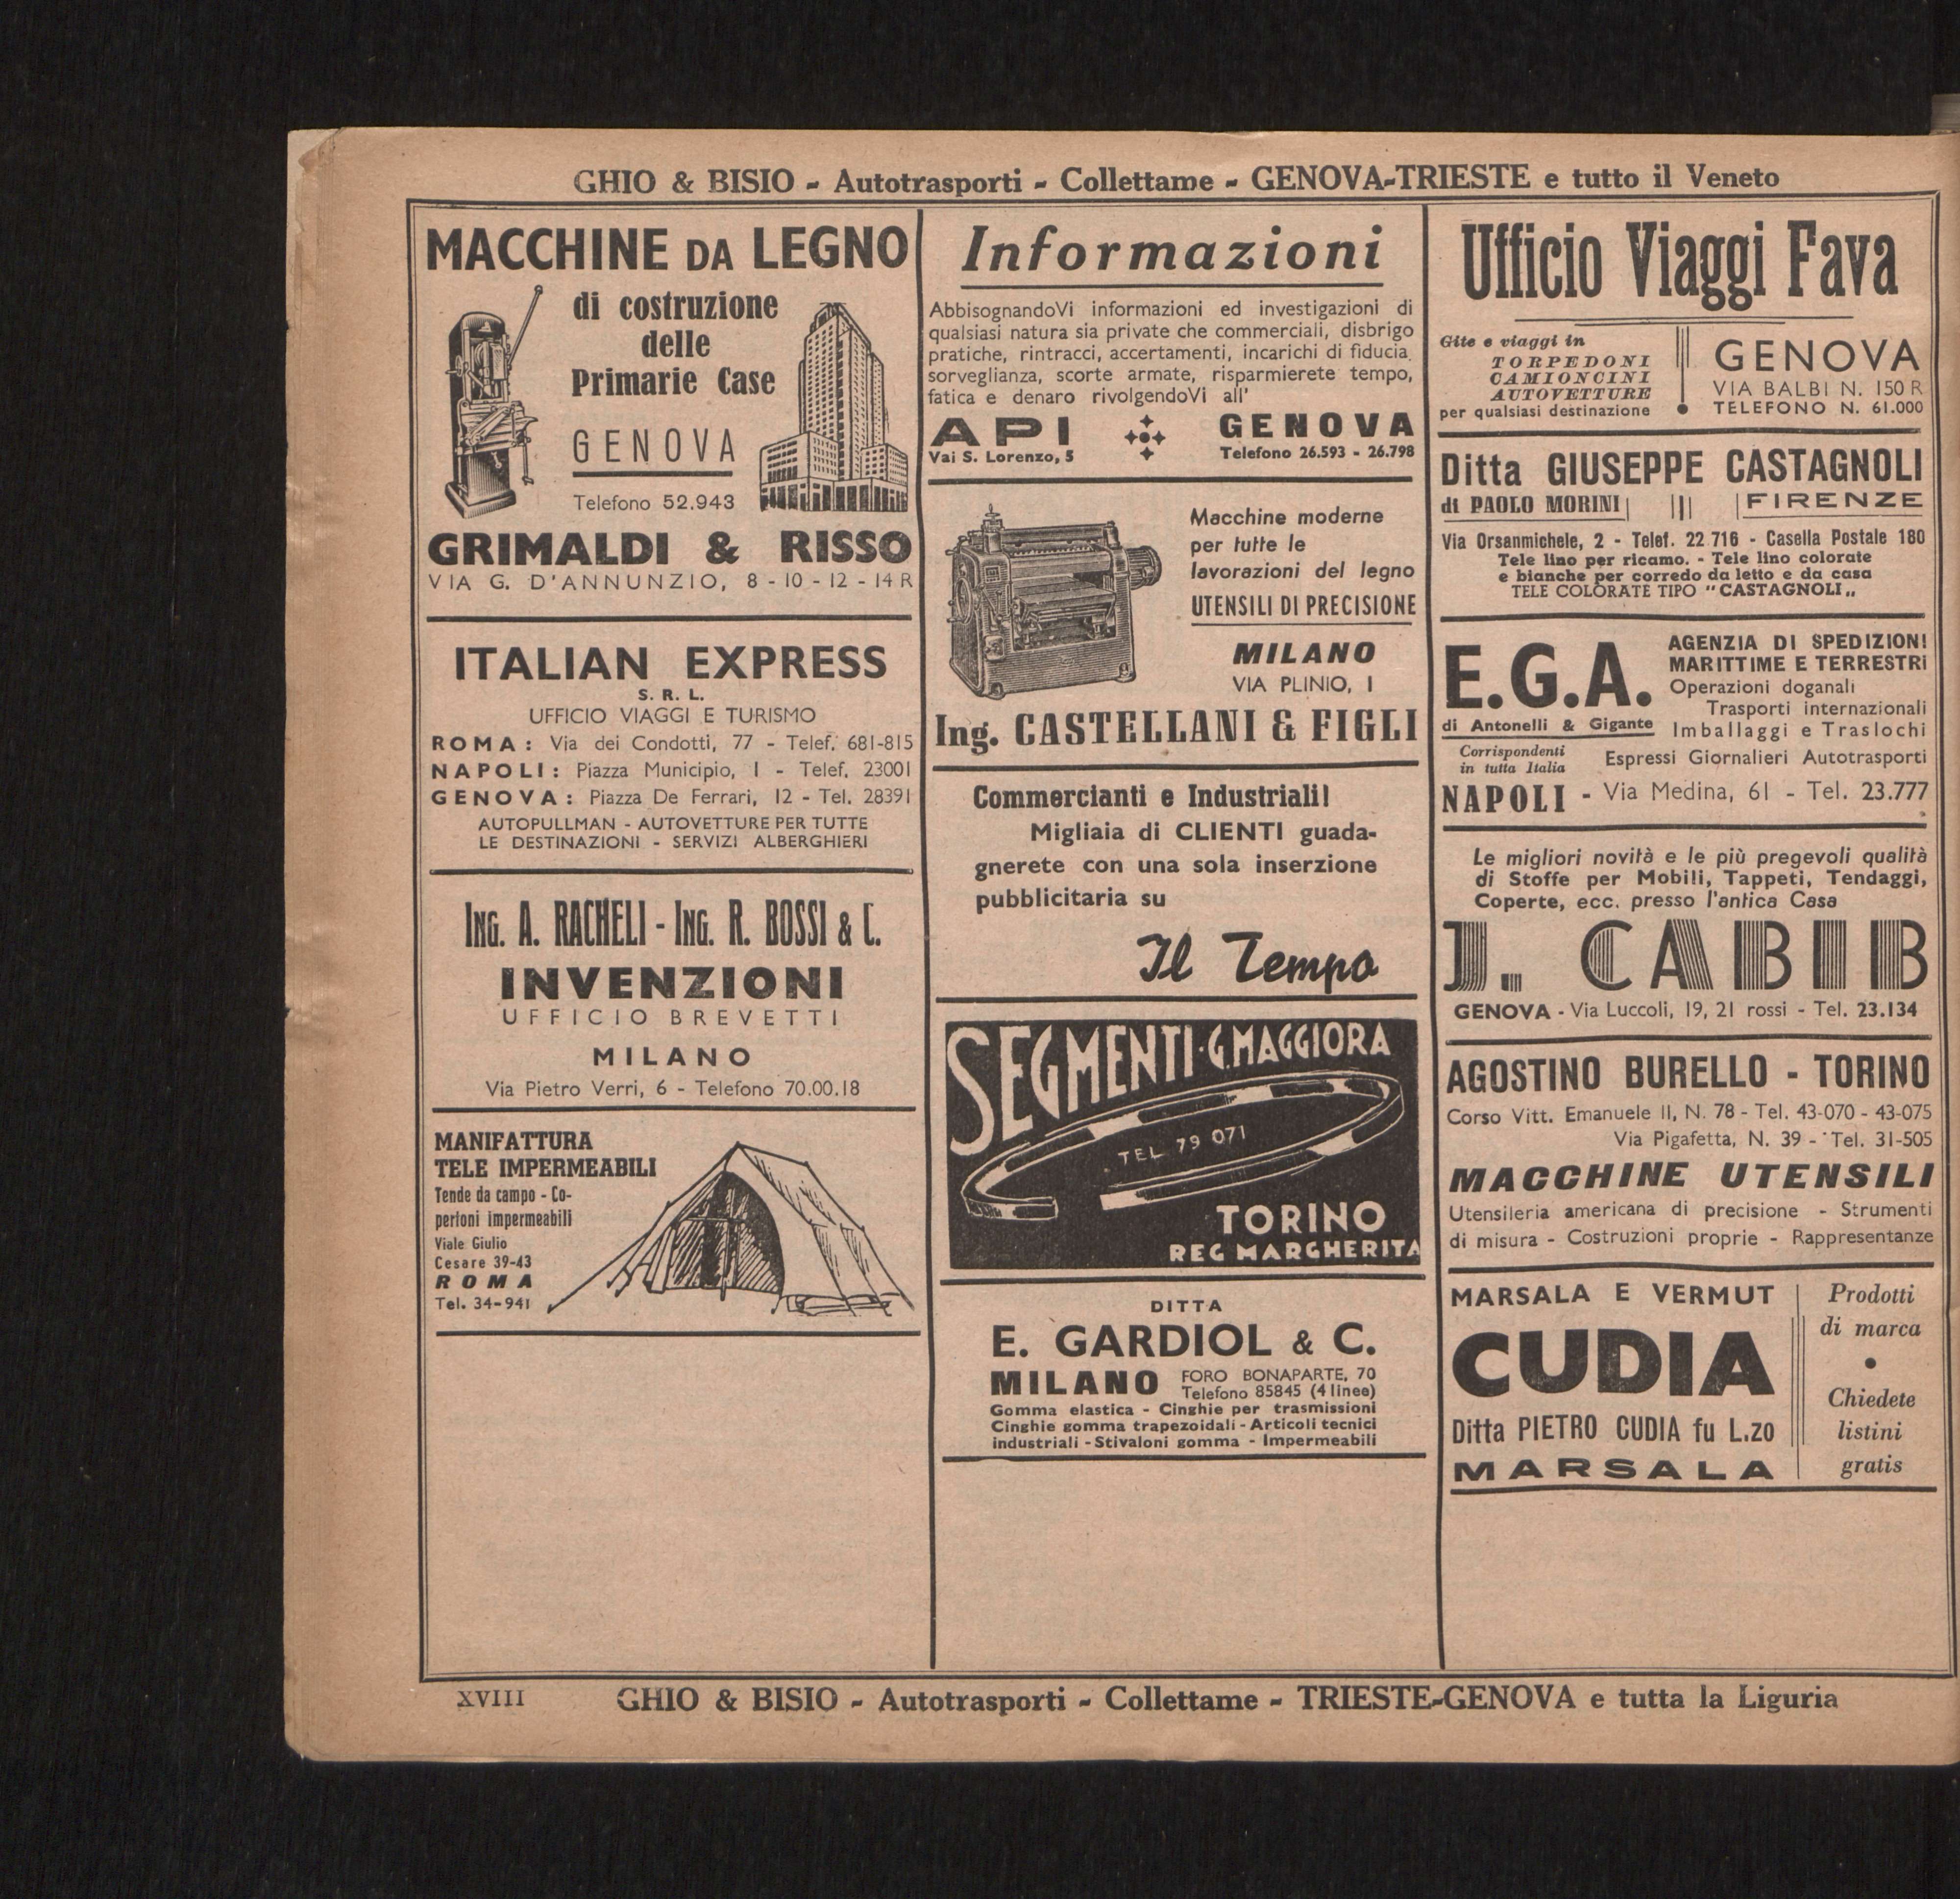 GHIO & BISIO - Autotrasporti - Collettame - GENOVA-TRIESTE e tutto il Veneto
MACCHINE DA LEGNO
di costruzione
delle
Primarie Case
GENOVA
Telefono 52.943
GRIMALDI & RISSO
VIA G. D'ANNUNZIO, 8 - 10 - 12 - 14 R
ITALIAN EXPRESS
S. R. L.
UFFICIO VIAGGI E TURISMO
ROMA: Via dei Condotti, 77 - Telef. 681-815
NAPOLI: Piazza Municipio, 1 - Telef. 23001
GENOVA: Piazza De Ferrari, 12 - Tel. 28391
AUTOPULLMAN - AUTOVETTURE PER TUTTE
LE DESTINAZIONI - SERVIZI ALBERGHIERI
ING. A. RACHELI - ING. R. BOSSI & C.
INVENZIONI
UFFICIO BREVETTI
MILANO
Via Pietro Verri, 6 - Telefono 70.00.18
MANIFATTURA
TELE IMPERMEABILI
Tende da campo - Co-
pertoni impermeabili
Viale Giulio
Cesare 39-43
ROMA
Tel. 34-941
Informazioni
AbbisognandoVi informazioni ed investigazioni di
qualsiasi natura sia private che commerciali, disbrigo
pratiche, rintracci, accertamenti, incarichi di fiducia,
sorveglianza, scorte armate, risparmierete tempo,
fatica e denaro rivolgendoVi all'
API GENOVA
Vai S. Lorenzo, 5 Telefono 26.593 - 26.798
Macchine moderne
per tutte le
lavorazioni del legno
UTENSILI DI PRECISIONE
MILANO
VIA PLINIO, 1
Ing. CASTELLANI & FIGLI
Commercianti e Industriali!
Migliaia di CLIENTI guada-
gnerete con una sola inserzione
pubblicitaria su
Il Tempo
SEGMENTI · G. MAGGIORA
TEL 79 071
TORINO
REG MARGHERITA
DITTA
E. GARDIOL & C.
MILANO FORO BONAPARTE, 70
Telefono 85845 (4 linee)
Gomma elastica - Cinghie per trasmissioni
Cinghie gomma trapezoidali - Articoli tecnici
industriali - Stivaloni gomma - Impermeabili
Ufficio Viaggi Fava
Gite e viaggi in
TORPEDONI
CAMIONCINI
AUTOVETTURE
per qualsiasi destinazione
GENOVA
VIA BALBI N. 150 R
TELEFONO N. 61.000
Ditta GIUSEPPE CASTAGNOLI
di PAOLO MORINI FIRENZE
Via Orsanmichele, 2 - Telef. 22 716 - Casella Postale 180
Tele lino per ricamo. - Tele lino colorate
e bianche per corredo da letto e da casa
TELE COLORATE TIPO "CASTAGNOLI„
E.G.A.
di Antonelli & Gigante
AGENZIA DI SPEDIZIONI
MARITTIME E TERRESTRI
Operazioni doganali
Trasporti internazionali
Imballaggi e Traslochi
Corrispondenti
in tutta Italia
Espressi Giornalieri Autotrasporti
NAPOLI - Via Medina, 61 - Tel. 23.777
Le migliori novità e le più pregevoli qualità
di Stoffe per Mobili, Tappeti, Tendaggi,
Coperte, ecc. presso l'antica Casa
J. CABIB
GENOVA - Via Luccoli, 19, 21 rossi - Tel. 23.134
AGOSTINO BURELLO - TORINO
Corso Vitt. Emanuele II, N. 78 - Tel. 43-070 - 43-075
Via Pigafetta, N. 39 - Tel. 31-505
MACCHINE UTENSILI
Utensileria americana di precisione - Strumenti
di misura - Costruzioni proprie - Rappresentanze
MARSALA E VERMUT
CUDIA
Ditta PIETRO CUDIA fu L.zo
MARSALA
Prodotti
di marca
•
Chiedete
listini
gratis
XVIII GHIO & BISIO - Autotrasporti - Collettame - TRIESTE-GENOVA e tutta la Liguria